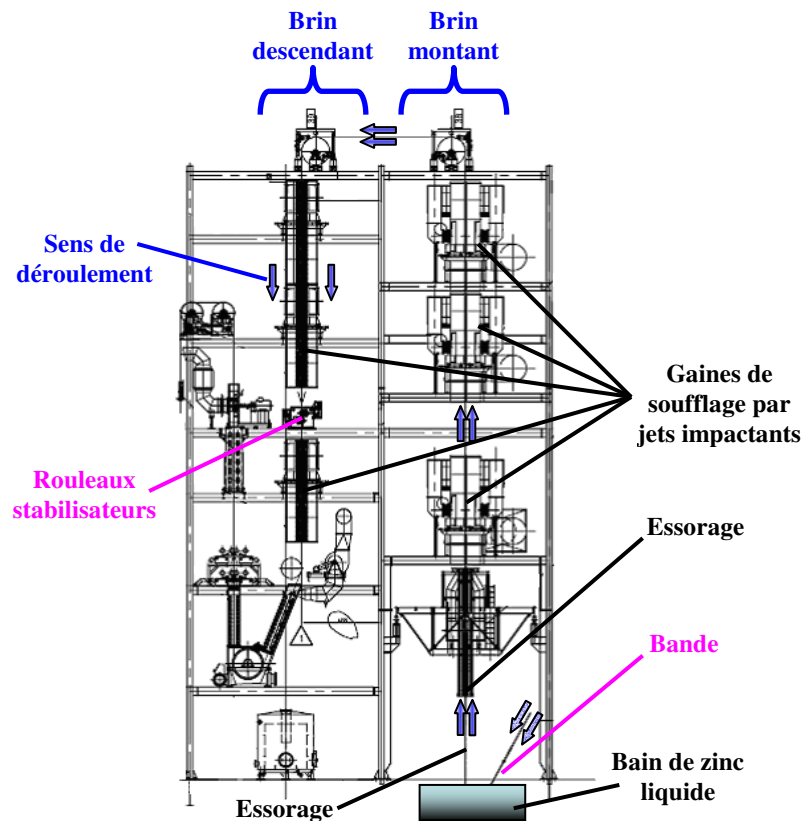 Brin
descendant
Brin
montant
Sens de
déroulement
Gaines de
soufflage par
jets impactants
Rouleaux
stabilisateurs
Essorage
1
Bande
Bain de zinc
liquide
Essorage